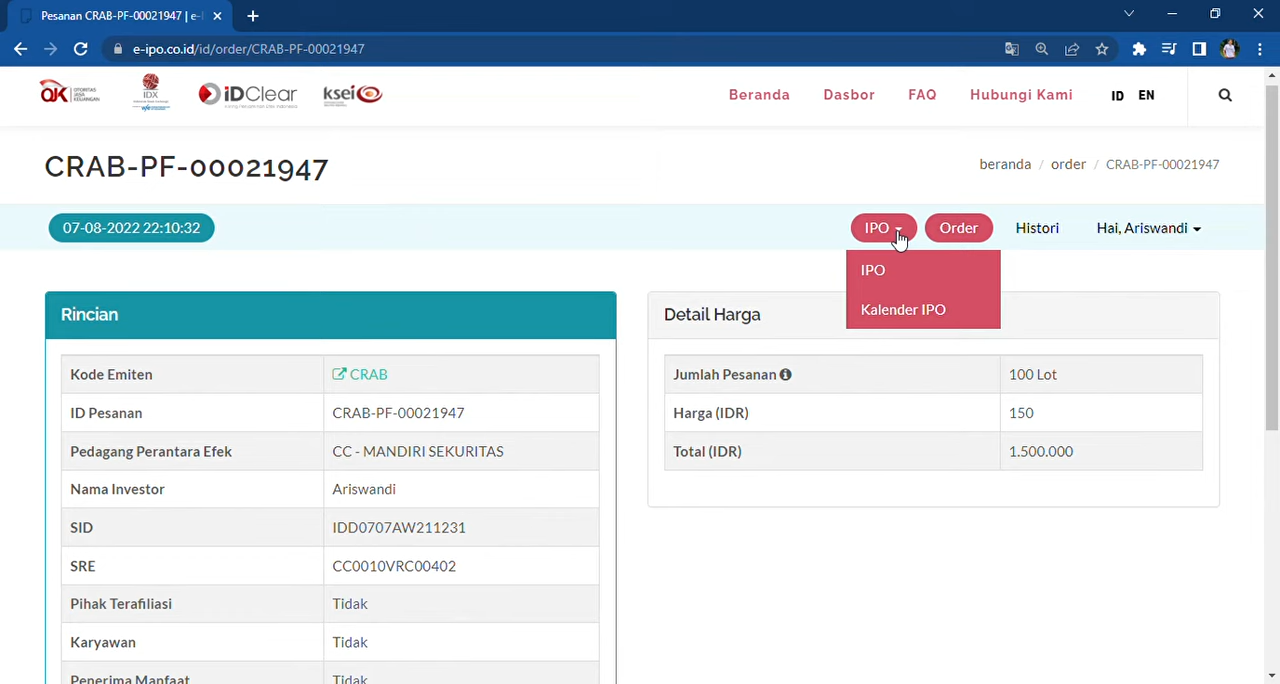 Pesanan CRAB-PF-00021947 | e-
e-ipo.co.id/id/order/CRAB-PF-00021947
OTORITAS JASA KEUANGAN
IDX
iDClear
ksei
Beranda Dasbor FAQ Hubungi Kami ID EN
CRAB-PF-00021947
beranda / order / CRAB-PF-00021947
07-08-2022 22:10:32
IPO Order Histori Hai, Ariswandi
IPO
Kalender IPO
Rincian
Kode Emiten CRAB
ID Pesanan CRAB-PF-00021947
Pedagang Perantara Efek CC - MANDIRI SEKURITAS
Nama Investor Ariswandi
SID IDD0707AW211231
SRE CC0010VRC00402
Pihak Terafiliasi Tidak
Karyawan Tidak
Penerima Manfaat Tidak
Detail Harga
Jumlah Pesanan 100 Lot
Harga (IDR) 150
Total (IDR) 1.500.000